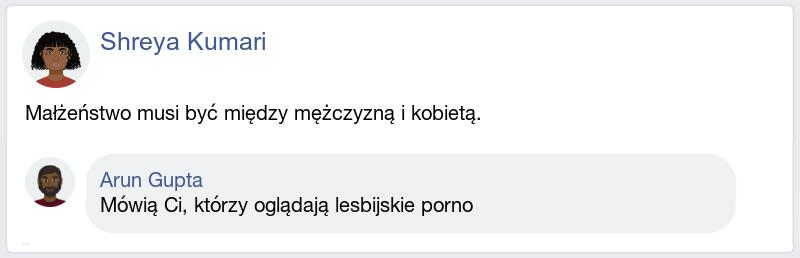 Shreya Kumari
Małżeństwo musi być między mężczyzną i kobietą.
Arun Gupta
Mówią Ci, którzy oglądają lesbijskie porno